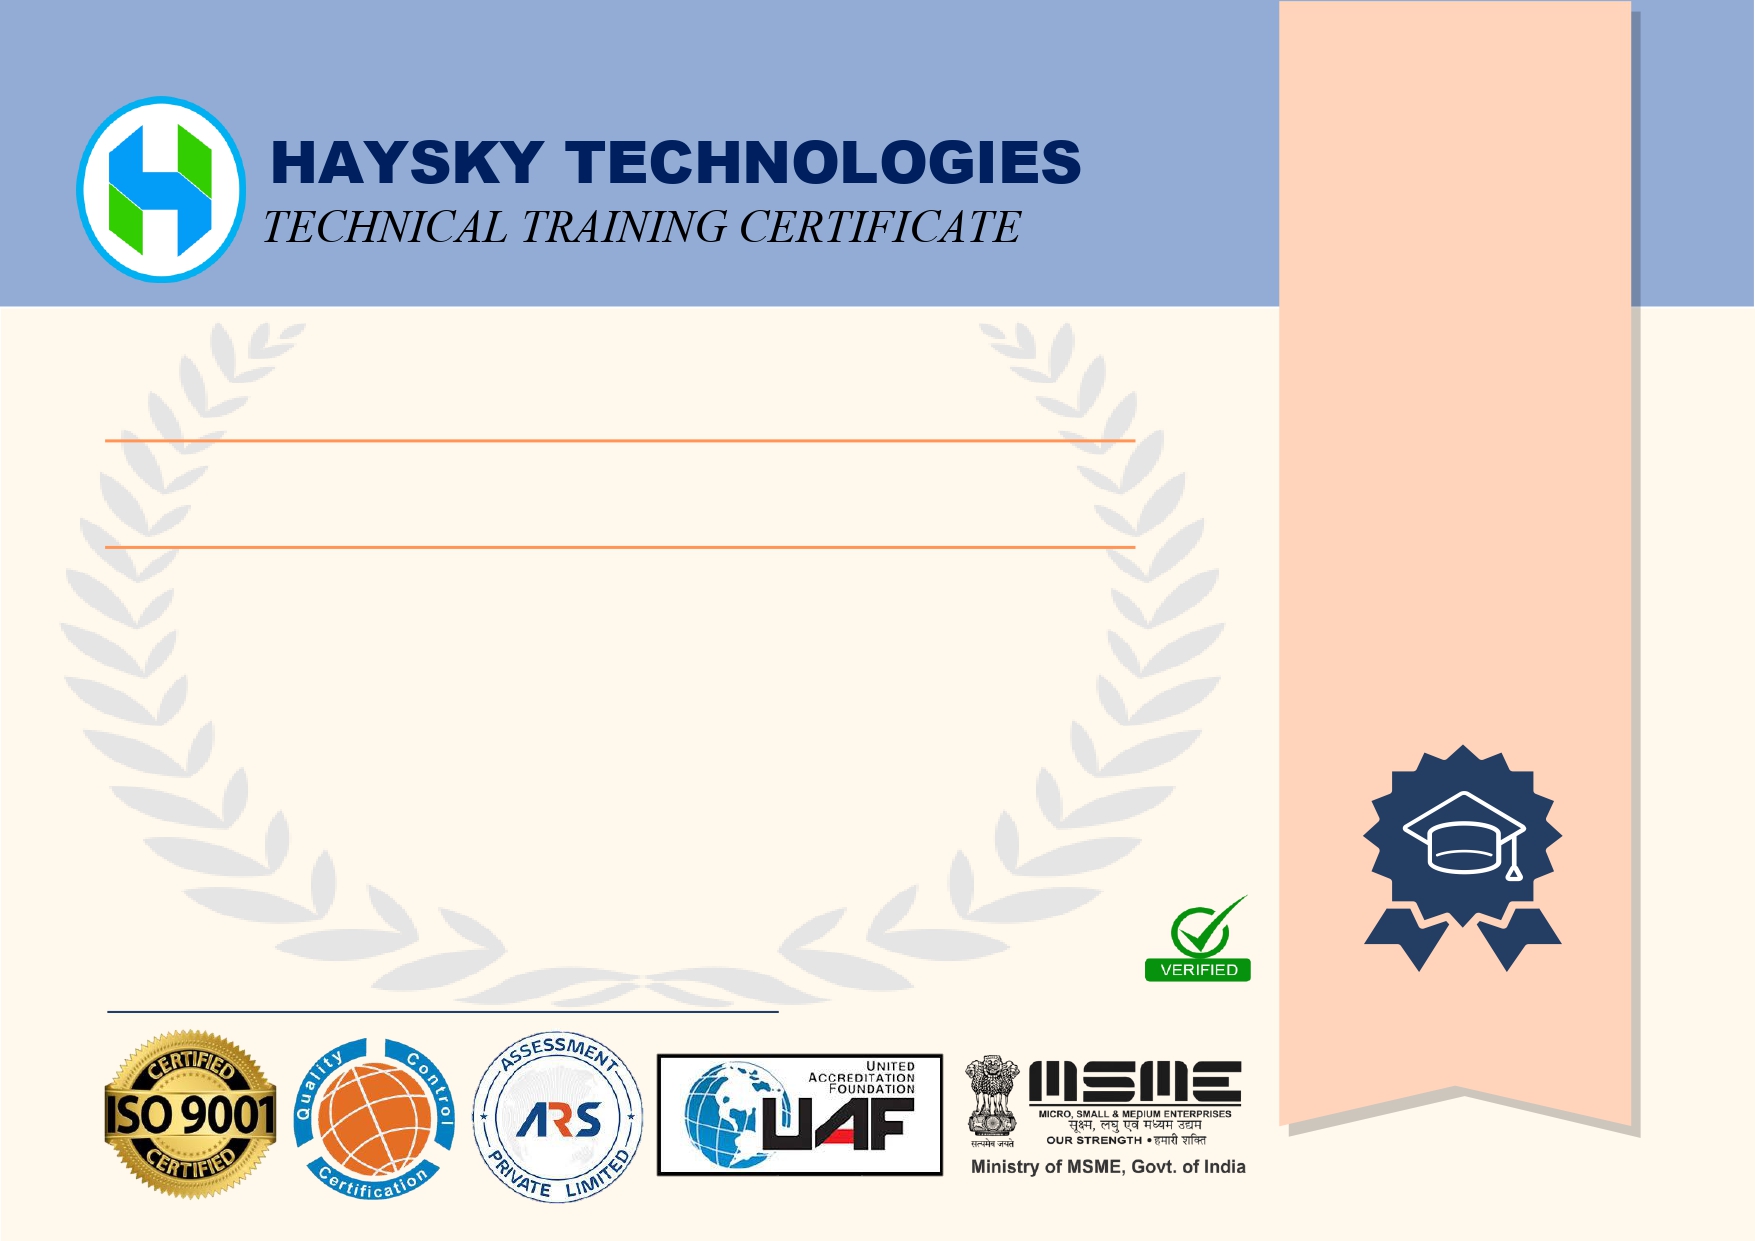 HAYSKY TECHNOLOGIES
TECHNICAL TRAINING CERTIFICATE
VERIFIED
CERTIFIED
ISO 9001
CERTIFIED
Quality Control
Certification
ASSESSMENT
ARS
PRIVATE LIMITED
UNITED
ACCREDITATION
FOUNDATION
UAF
सत्यमेव जयते
MSME
MICRO, SMALL & MEDIUM ENTERPRISES
सूक्ष्म, लघु एवं मध्यम उद्यम
OUR STRENGTH • हमारी शक्ति
Ministry of MSME, Govt. of India